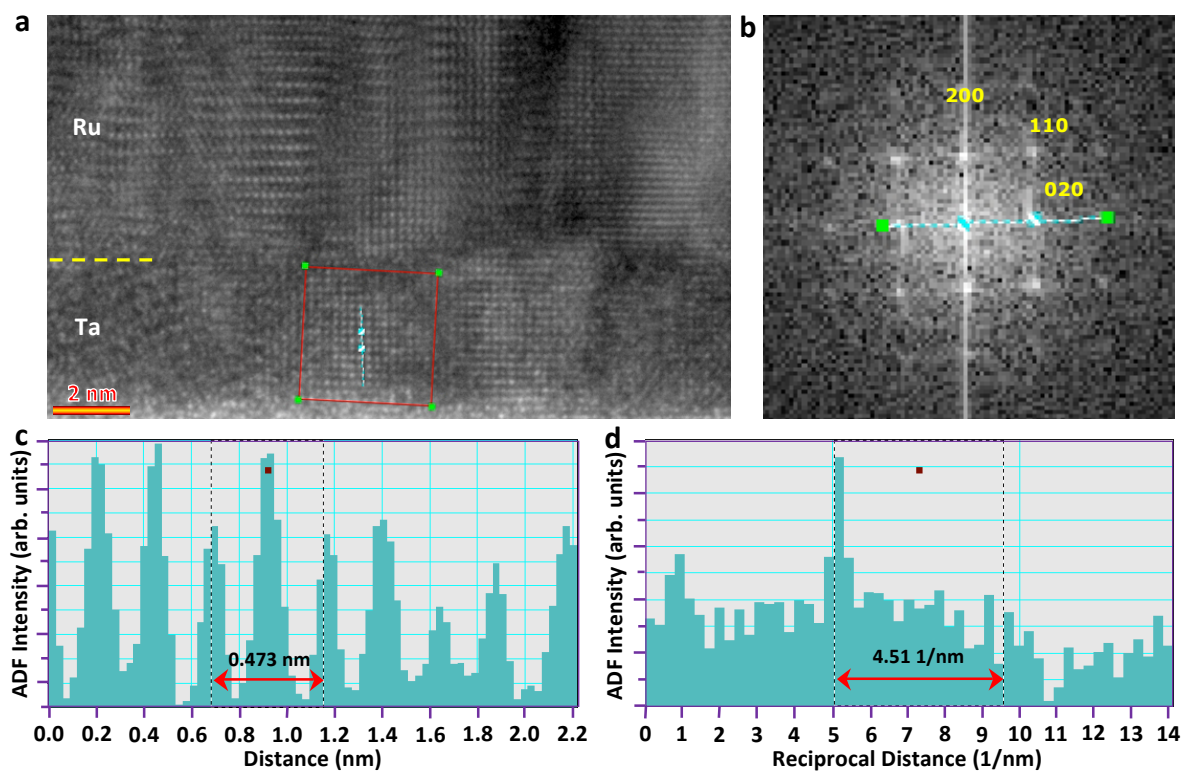 a
Ru
Ta
2 nm
b
200
110
020
c
ADF Intensity (arb. units)
0.473 nm
0.0 0.2 0.4 0.6 0.8 1.0 1.2 1.4 1.6 1.8 2.0 2.2
Distance (nm)
d
ADF Intensity (arb. units)
4.51 1/nm
0 1 2 3 4 5 6 7 8 9 10 11 12 13 14
Reciprocal Distance (1/nm)